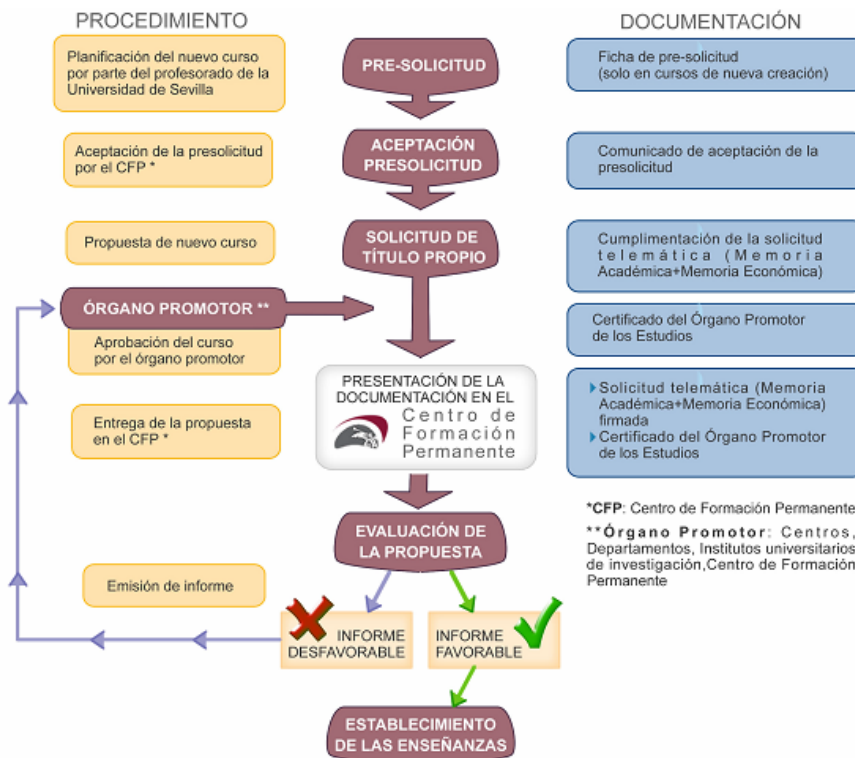 PROCEDIMIENTO
DOCUMENTACIÓN
Planificación del nuevo curso
por parte del profesorado de la
Universidad de Sevilla
PRE-SOLICITUD
Ficha de pre-solicitud
(solo en cursos de nueva creación)
Aceptación de la presolicitud
por el CFP *
ACEPTACIÓN
PRESOLICITUD
Comunicado de aceptación de la
presolicitud
Propuesta de nuevo curso
SOLICITUD DE
TÍTULO PROPIO
Cumplimentación de la solicitud
telemática (Memoria
Académica+Memoria Económica)
ÓRGANO PROMOTOR **
Aprobación del curso
por el órgano promotor
Certificado del Órgano Promotor
de los Estudios
Entrega de la propuesta
en el CFP *
PRESENTACIÓN DE LA
DOCUMENTACIÓN EN EL
Centro de
Formación
Permanente
Solicitud telemática (Memoria
Académica+Memoria Económica)
firmada
Certificado del Órgano Promotor
de los Estudios
*CFP: Centro de Formación Permanente
**Órgano Promotor: Centros,
Departamentos, Institutos universitarios
de investigación,Centro de Formación
Permanente
EVALUACIÓN DE
LA PROPUESTA
Emisión de informe
INFORME
DESFAVORABLE
INFORME
FAVORABLE
ESTABLECIMIENTO
DE LAS ENSEÑANZAS